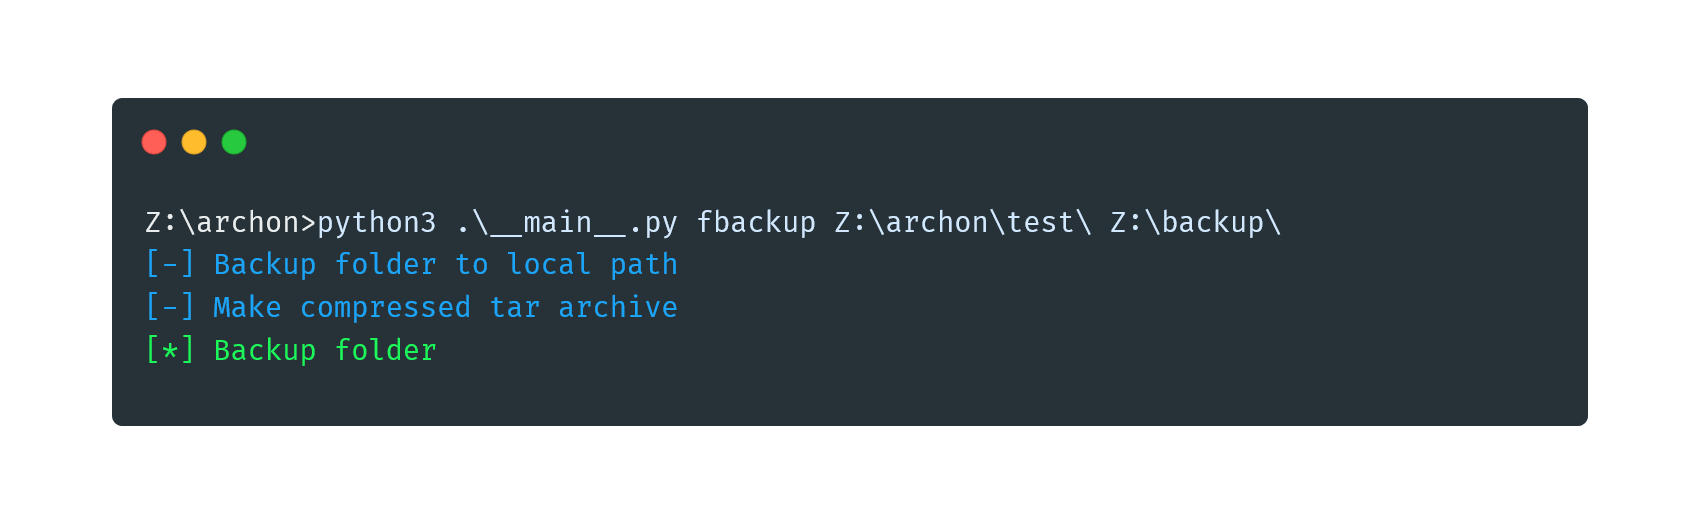 Z:\archon>python3 .\__main__.py fbackup Z:\archon\test\ Z:\backup\
[-] Backup folder to local path
[-] Make compressed tar archive
[*] Backup folder